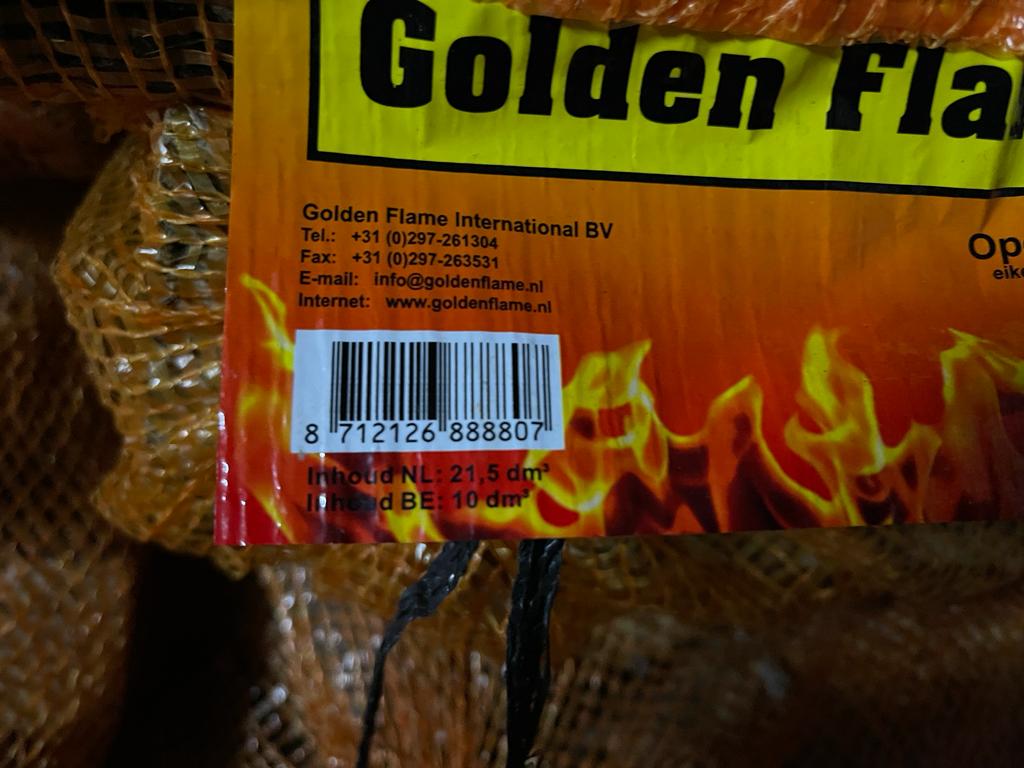 Golden Fla
Golden Flame International BV
Tel.: +31 (0)297-261304
Fax: +31 (0)297-263531
E-mail: info@goldenflame.nl
Internet: www.goldenflame.nl
Op
eike
8 712126 888807
Inhoud NL: 21,5 dm³
Inhoud BE: 10 dm³